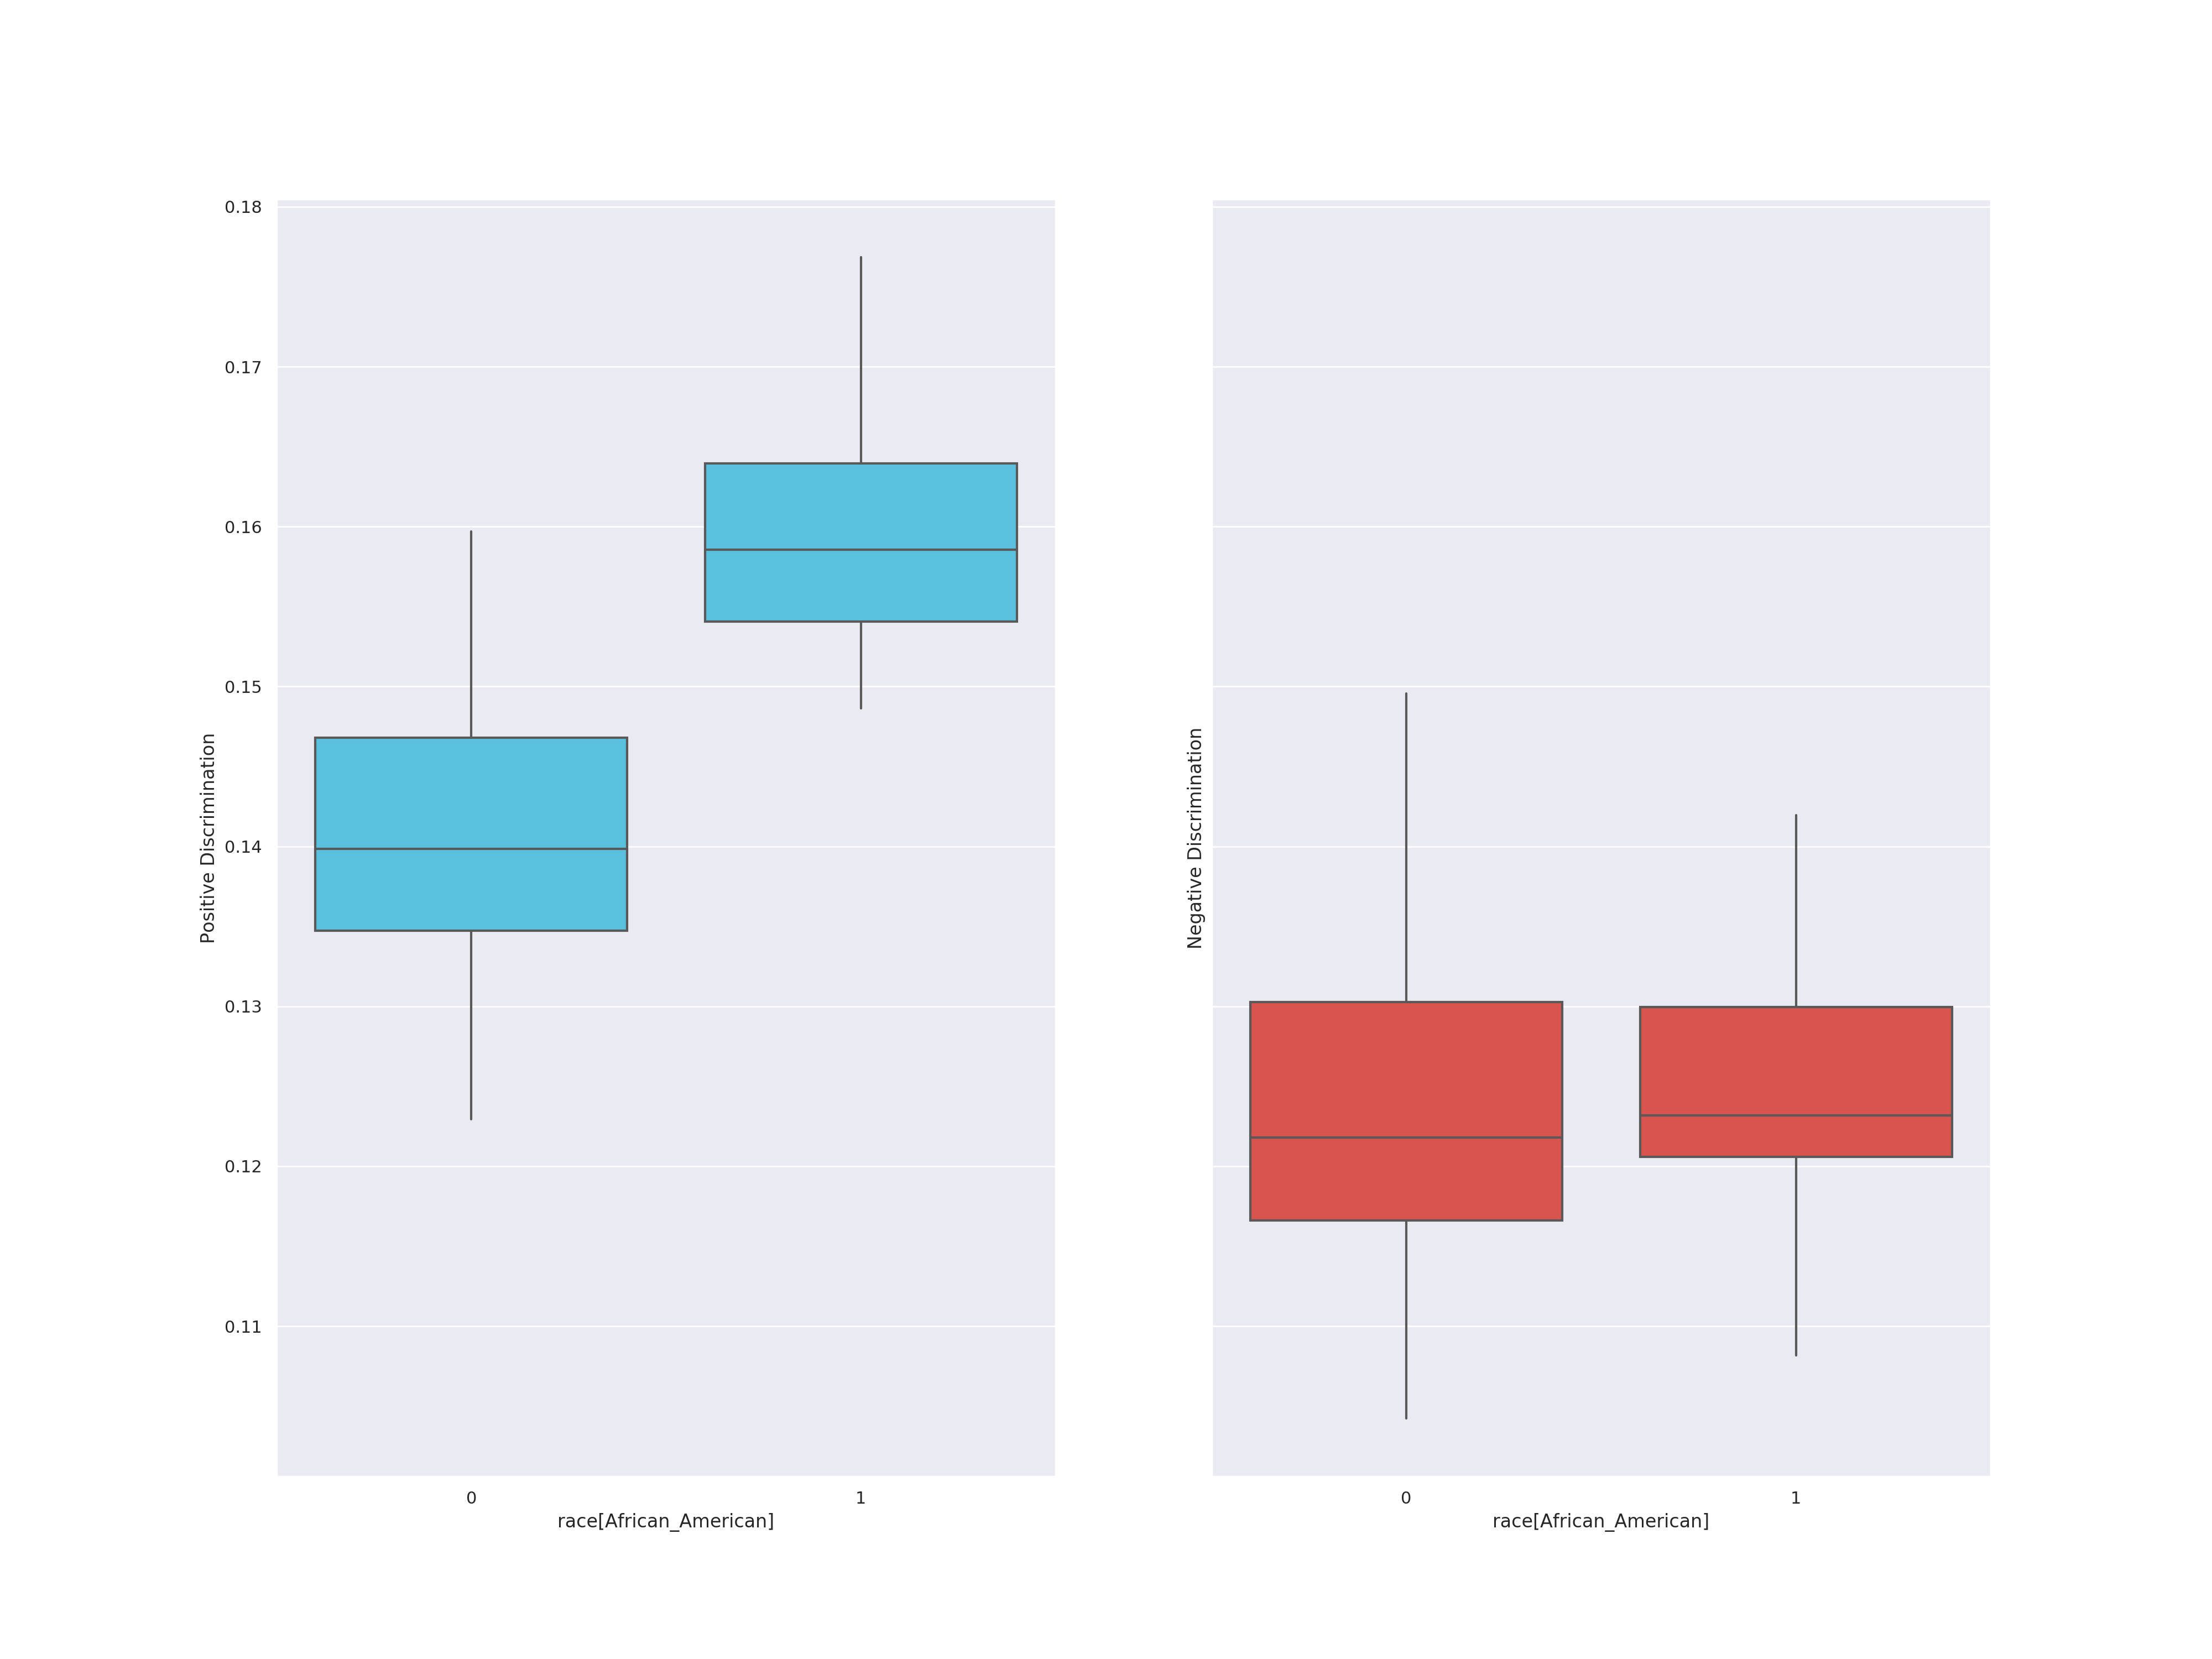 Positive Discrimination
0.18
0.17
0.16
0.15
0.14
0.13
0.12
0.11
0 1
race[African_American]
Negative Discrimination
0 1
race[African_American]